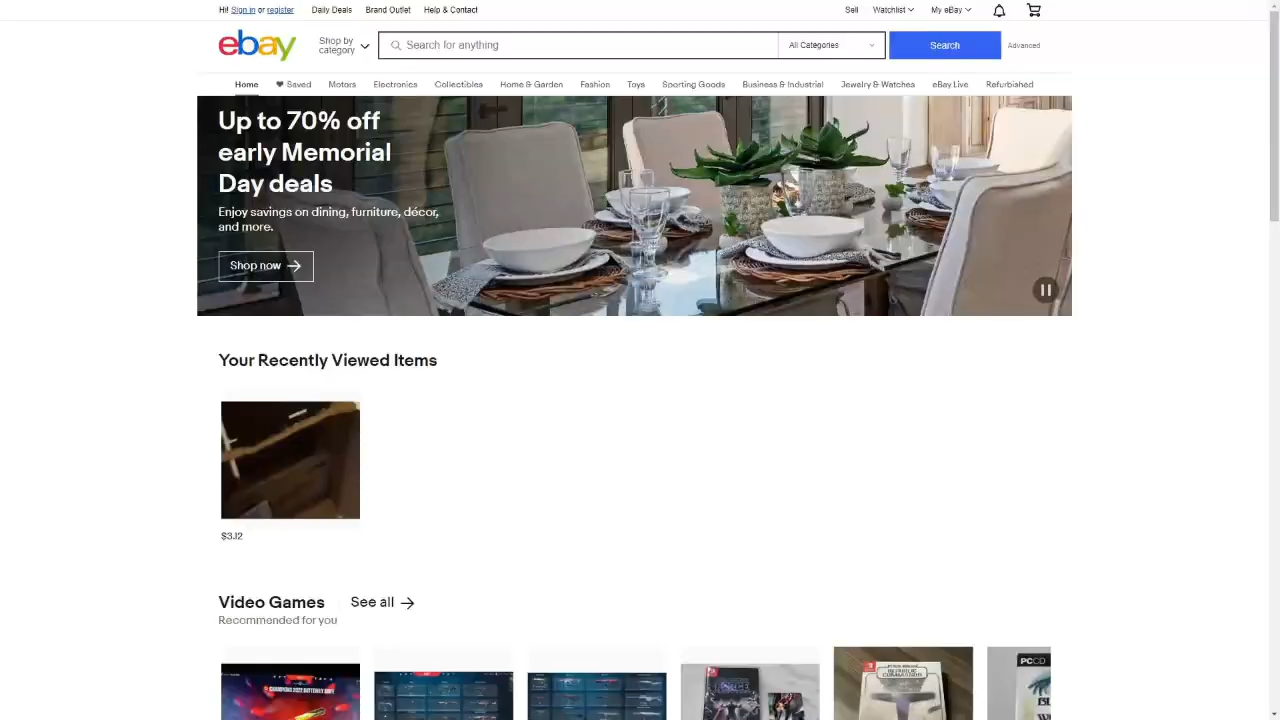 Hi! Sign in or register Daily Deals Brand Outlet Help & Contact Sell Watchlist My eBay
ebay Shop by category Search for anything All Categories Search Advanced
Home Saved Motors Electronics Collectibles Home & Garden Fashion Toys Sporting Goods Business & Industrial Jewelry & Watches eBay Live Refurbished
Up to 70% off
early Memorial
Day deals
Enjoy savings on dining, furniture, décor,
and more.
Shop now
Your Recently Viewed Items
$3.12
Video Games See all
Recommended for you
PC CD